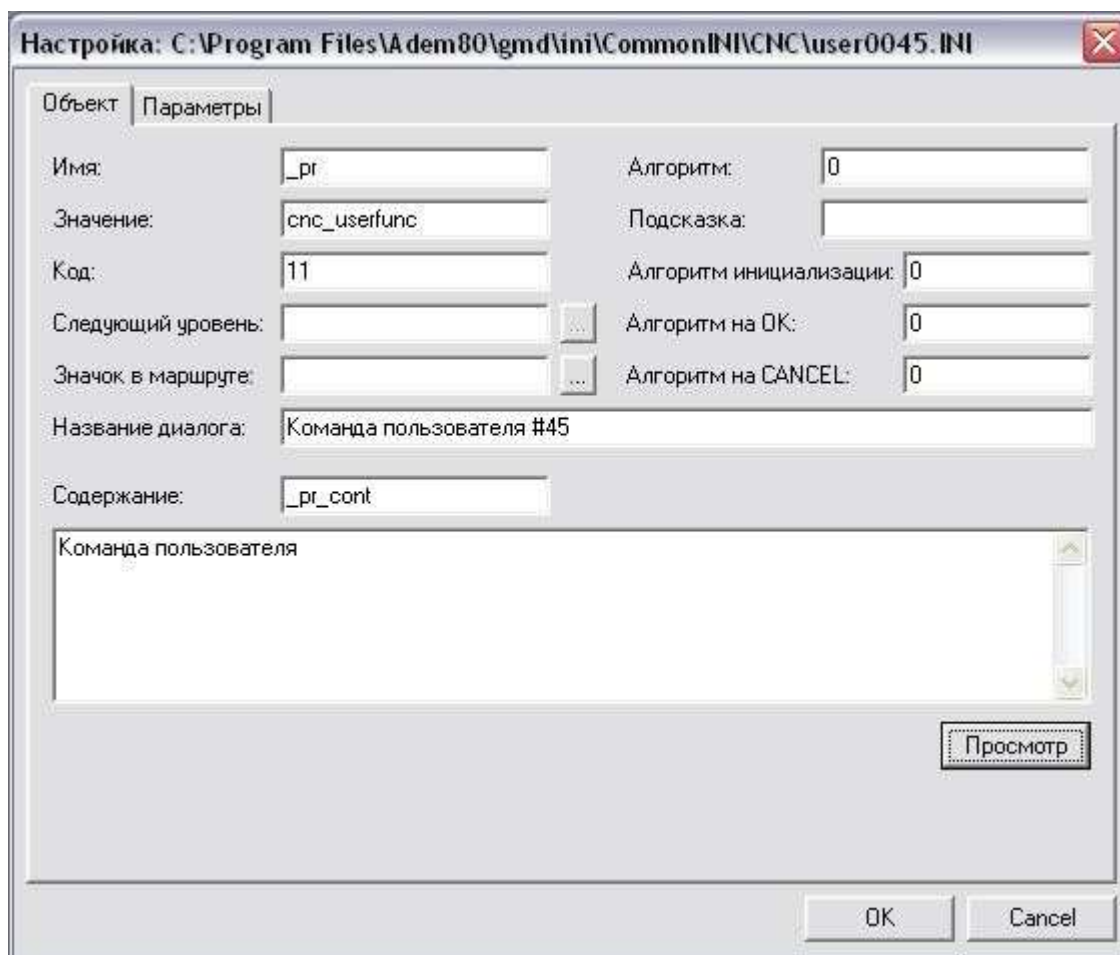 Настройка: C:\Program Files\Adem80\gmd\ini\CommonINI\CNC\user0045.INI
Объект Параметры
Имя: _pr Алгоритм: 0
Значение: cnc_userfunc Подсказка:
Код: 11 Алгоритм инициализации: 0
Следующий уровень: ... Алгоритм на OK: 0
Значок в маршруте: ... Алгоритм на CANCEL: 0
Название диалога: Команда пользователя #45
Содержание: _pr_cont
Команда пользователя
Просмотр
OK Cancel